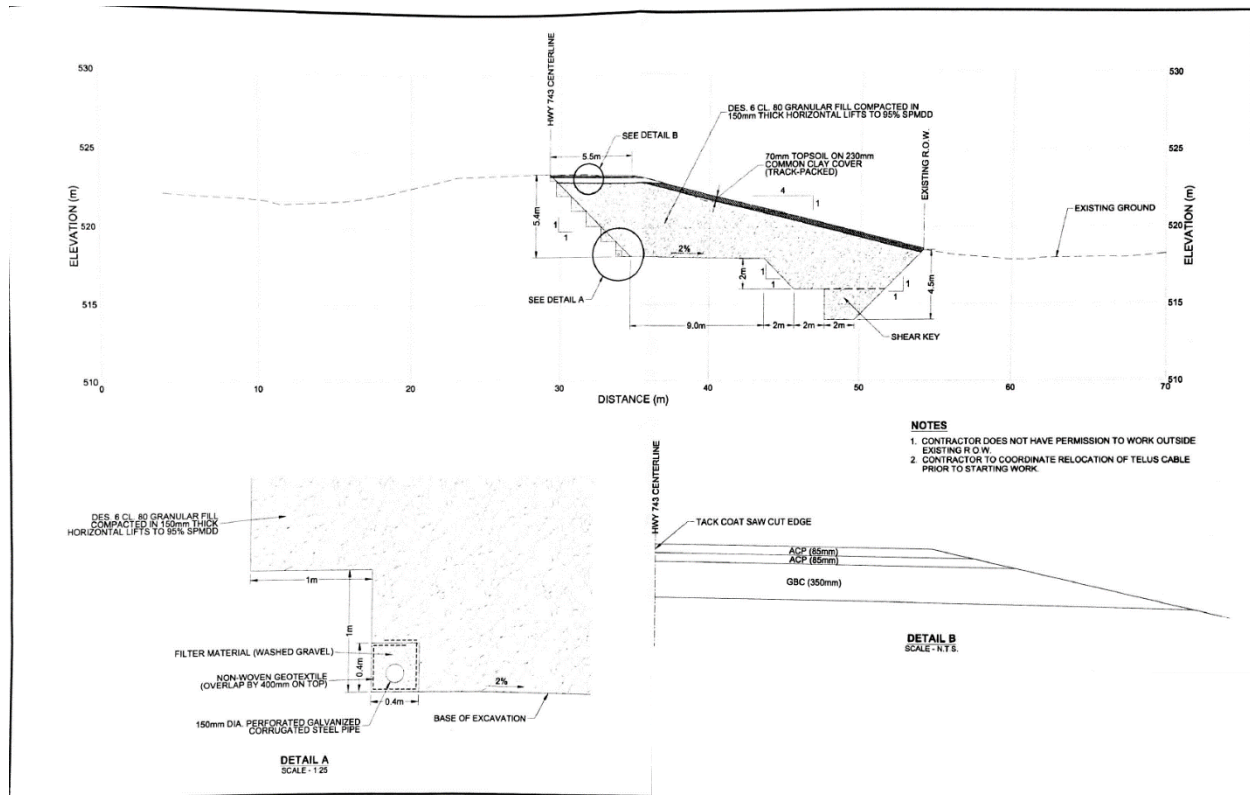 530
525
520
515
510
ELEVATION (m)
HWY 743 CENTERLINE
5.5m
SEE DETAIL B
DES. 6 CL. 80 GRANULAR FILL COMPACTED IN
150mm THICK HORIZONTAL LIFTS TO 95% SPMDD
70mm TOPSOIL ON 230mm
COMMON CLAY COVER
(TRACK-PACKED)
4
1
EXISTING R.O.W.
EXISTING GROUND
530
525
520
515
510
ELEVATION (m)
5.4m
1
1
2%
SEE DETAIL A
2m
1
1
9.0m
2m
2m
2m
1
1
4.5m
SHEAR KEY
0
10
20
30
40
50
60
70
DISTANCE (m)
NOTES
1. CONTRACTOR DOES NOT HAVE PERMISSION TO WORK OUTSIDE
EXISTING R.O.W.
2. CONTRACTOR TO COORDINATE RELOCATION OF TELUS CABLE
PRIOR TO STARTING WORK.
DES. 6 CL. 80 GRANULAR FILL
COMPACTED IN 150mm THICK
HORIZONTAL LIFTS TO 95% SPMDD
1m
1m
FILTER MATERIAL (WASHED GRAVEL)
0.4m
NON-WOVEN GEOTEXTILE
(OVERLAP BY 400mm ON TOP)
0.4m
2%
150mm DIA. PERFORATED GALVANIZED
CORRUGATED STEEL PIPE
BASE OF EXCAVATION
DETAIL A
SCALE - 1:25
HWY 743 CENTERLINE
TACK COAT SAW CUT EDGE
ACP (85mm)
ACP (85mm)
GBC (350mm)
DETAIL B
SCALE - N.T.S.